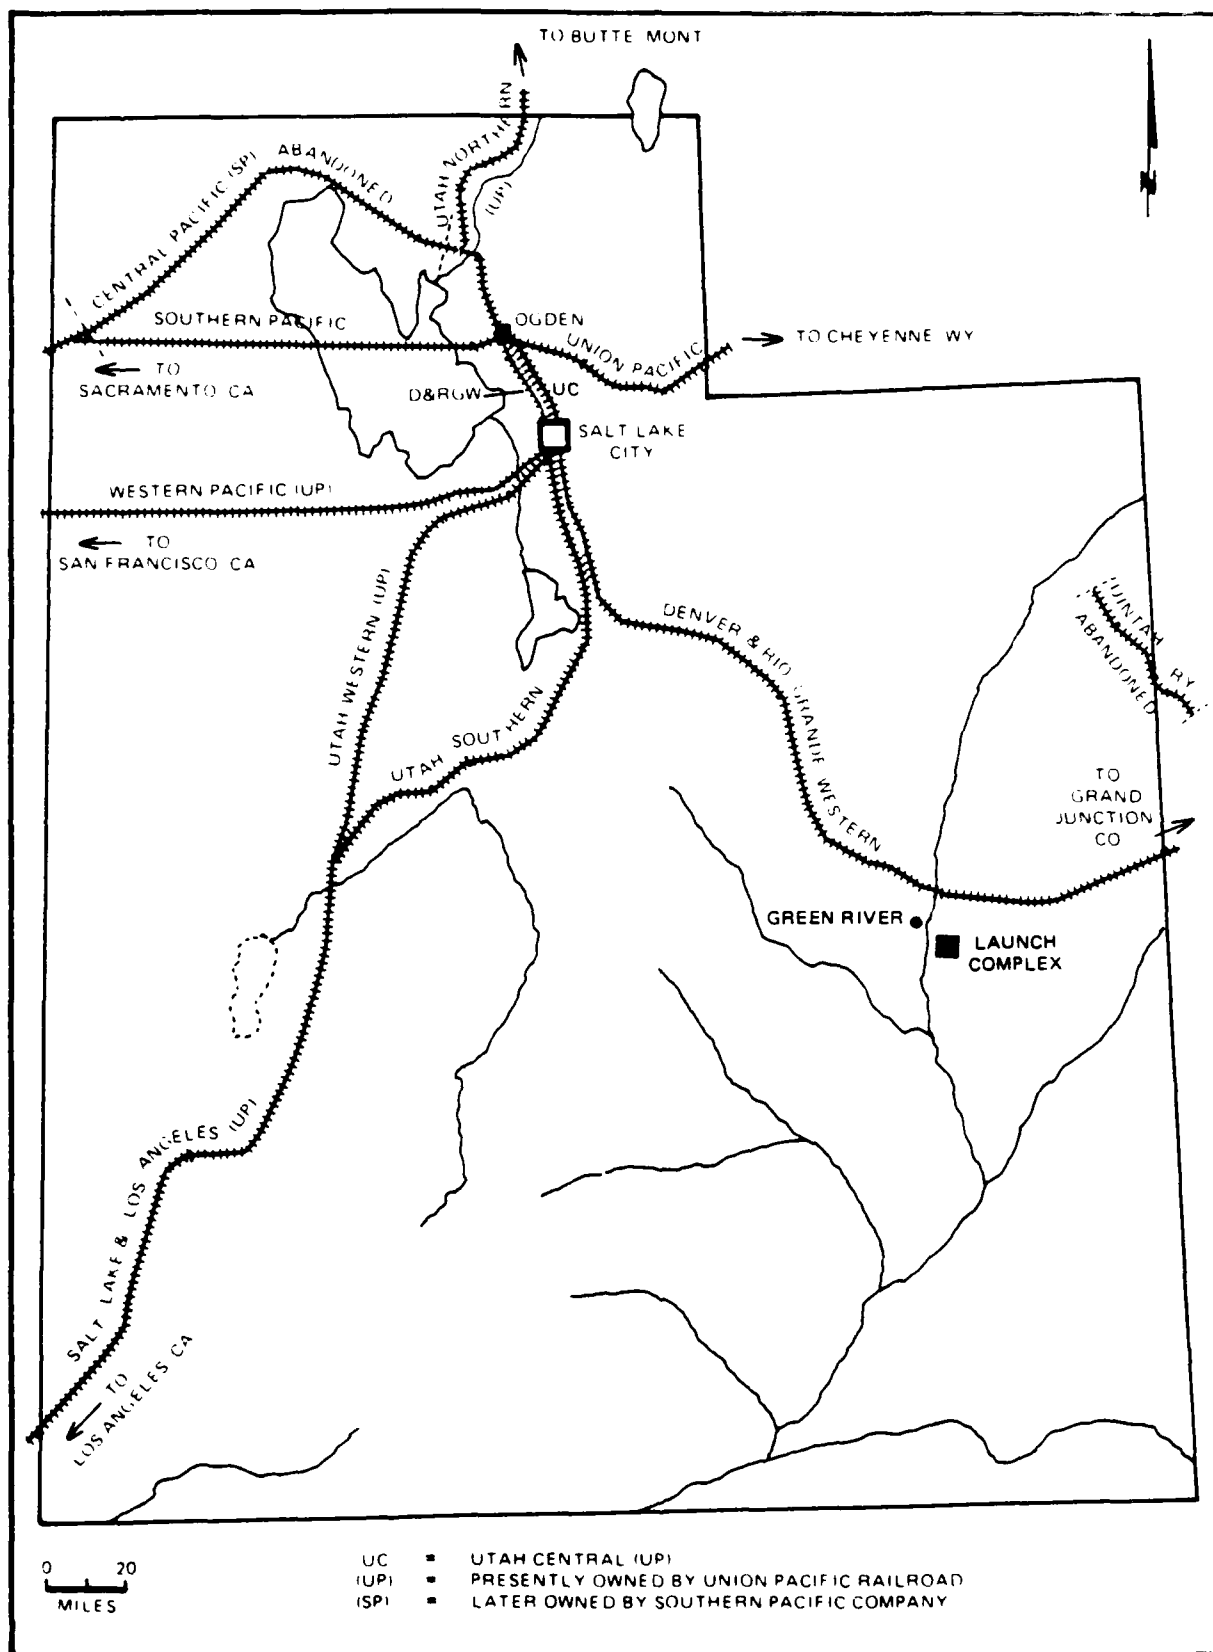 TO BUTTE MONT
N
UTAH NORTHERN
(UP)
CENTRAL PACIFIC (SP) ABANDONED
SOUTHERN PACIFIC
OGDEN
UNION PACIFIC
TO CHEYENNE WY
TO
SACRAMENTO CA
D&RGW
UC
SALT LAKE
CITY
WESTERN PACIFIC (UP)
TO
SAN FRANCISCO CA
UTAH WESTERN (UP)
UTAH SOUTHERN
DENVER & RIO GRANDE WESTERN
UINTAH RY
ABANDONED
TO
GRAND
JUNCTION
CO
GREEN RIVER
LAUNCH
COMPLEX
SALT LAKE & LOS ANGELES (UP)
TO
LOS ANGELES CA
0 20
MILES
UC = UTAH CENTRAL (UP)
(UP) = PRESENTLY OWNED BY UNION PACIFIC RAILROAD
(SP) = LATER OWNED BY SOUTHERN PACIFIC COMPANY